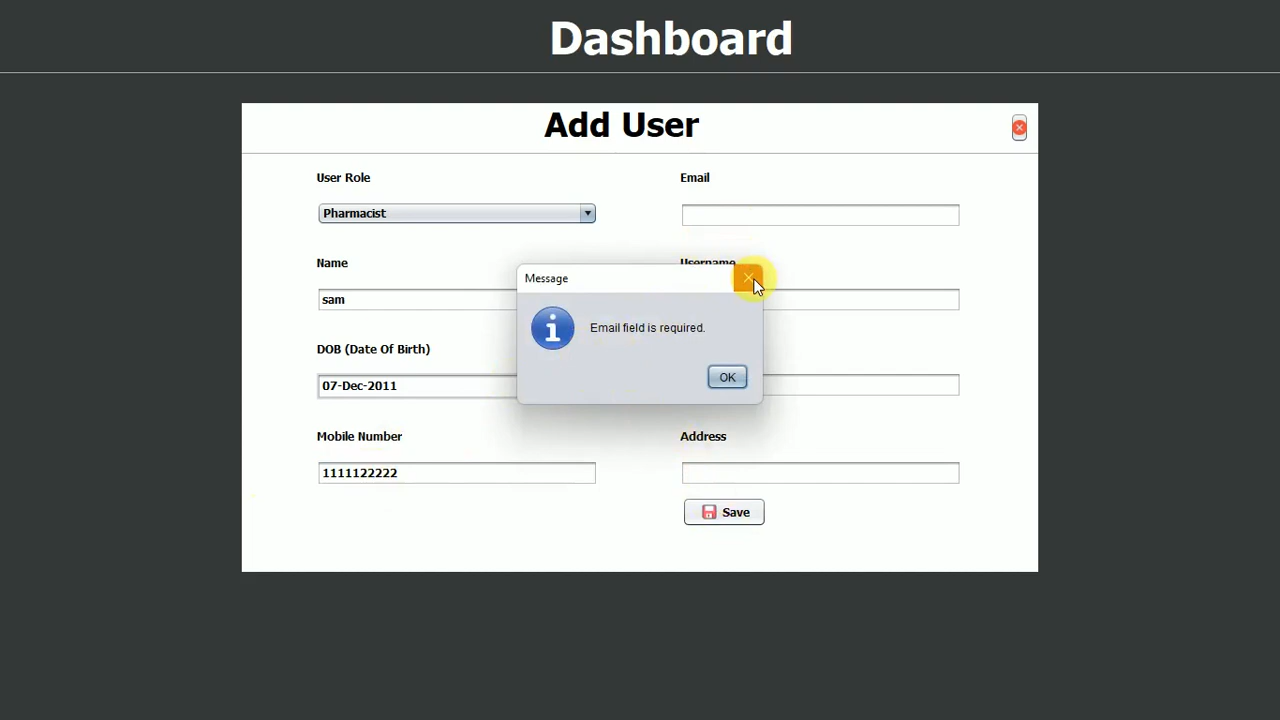 Dashboard
Add User
User Role
Email
Pharmacist
Name
Username
sam
Message
Email field is required.
OK
DOB (Date Of Birth)
07-Dec-2011
Mobile Number
Address
1111122222
Save